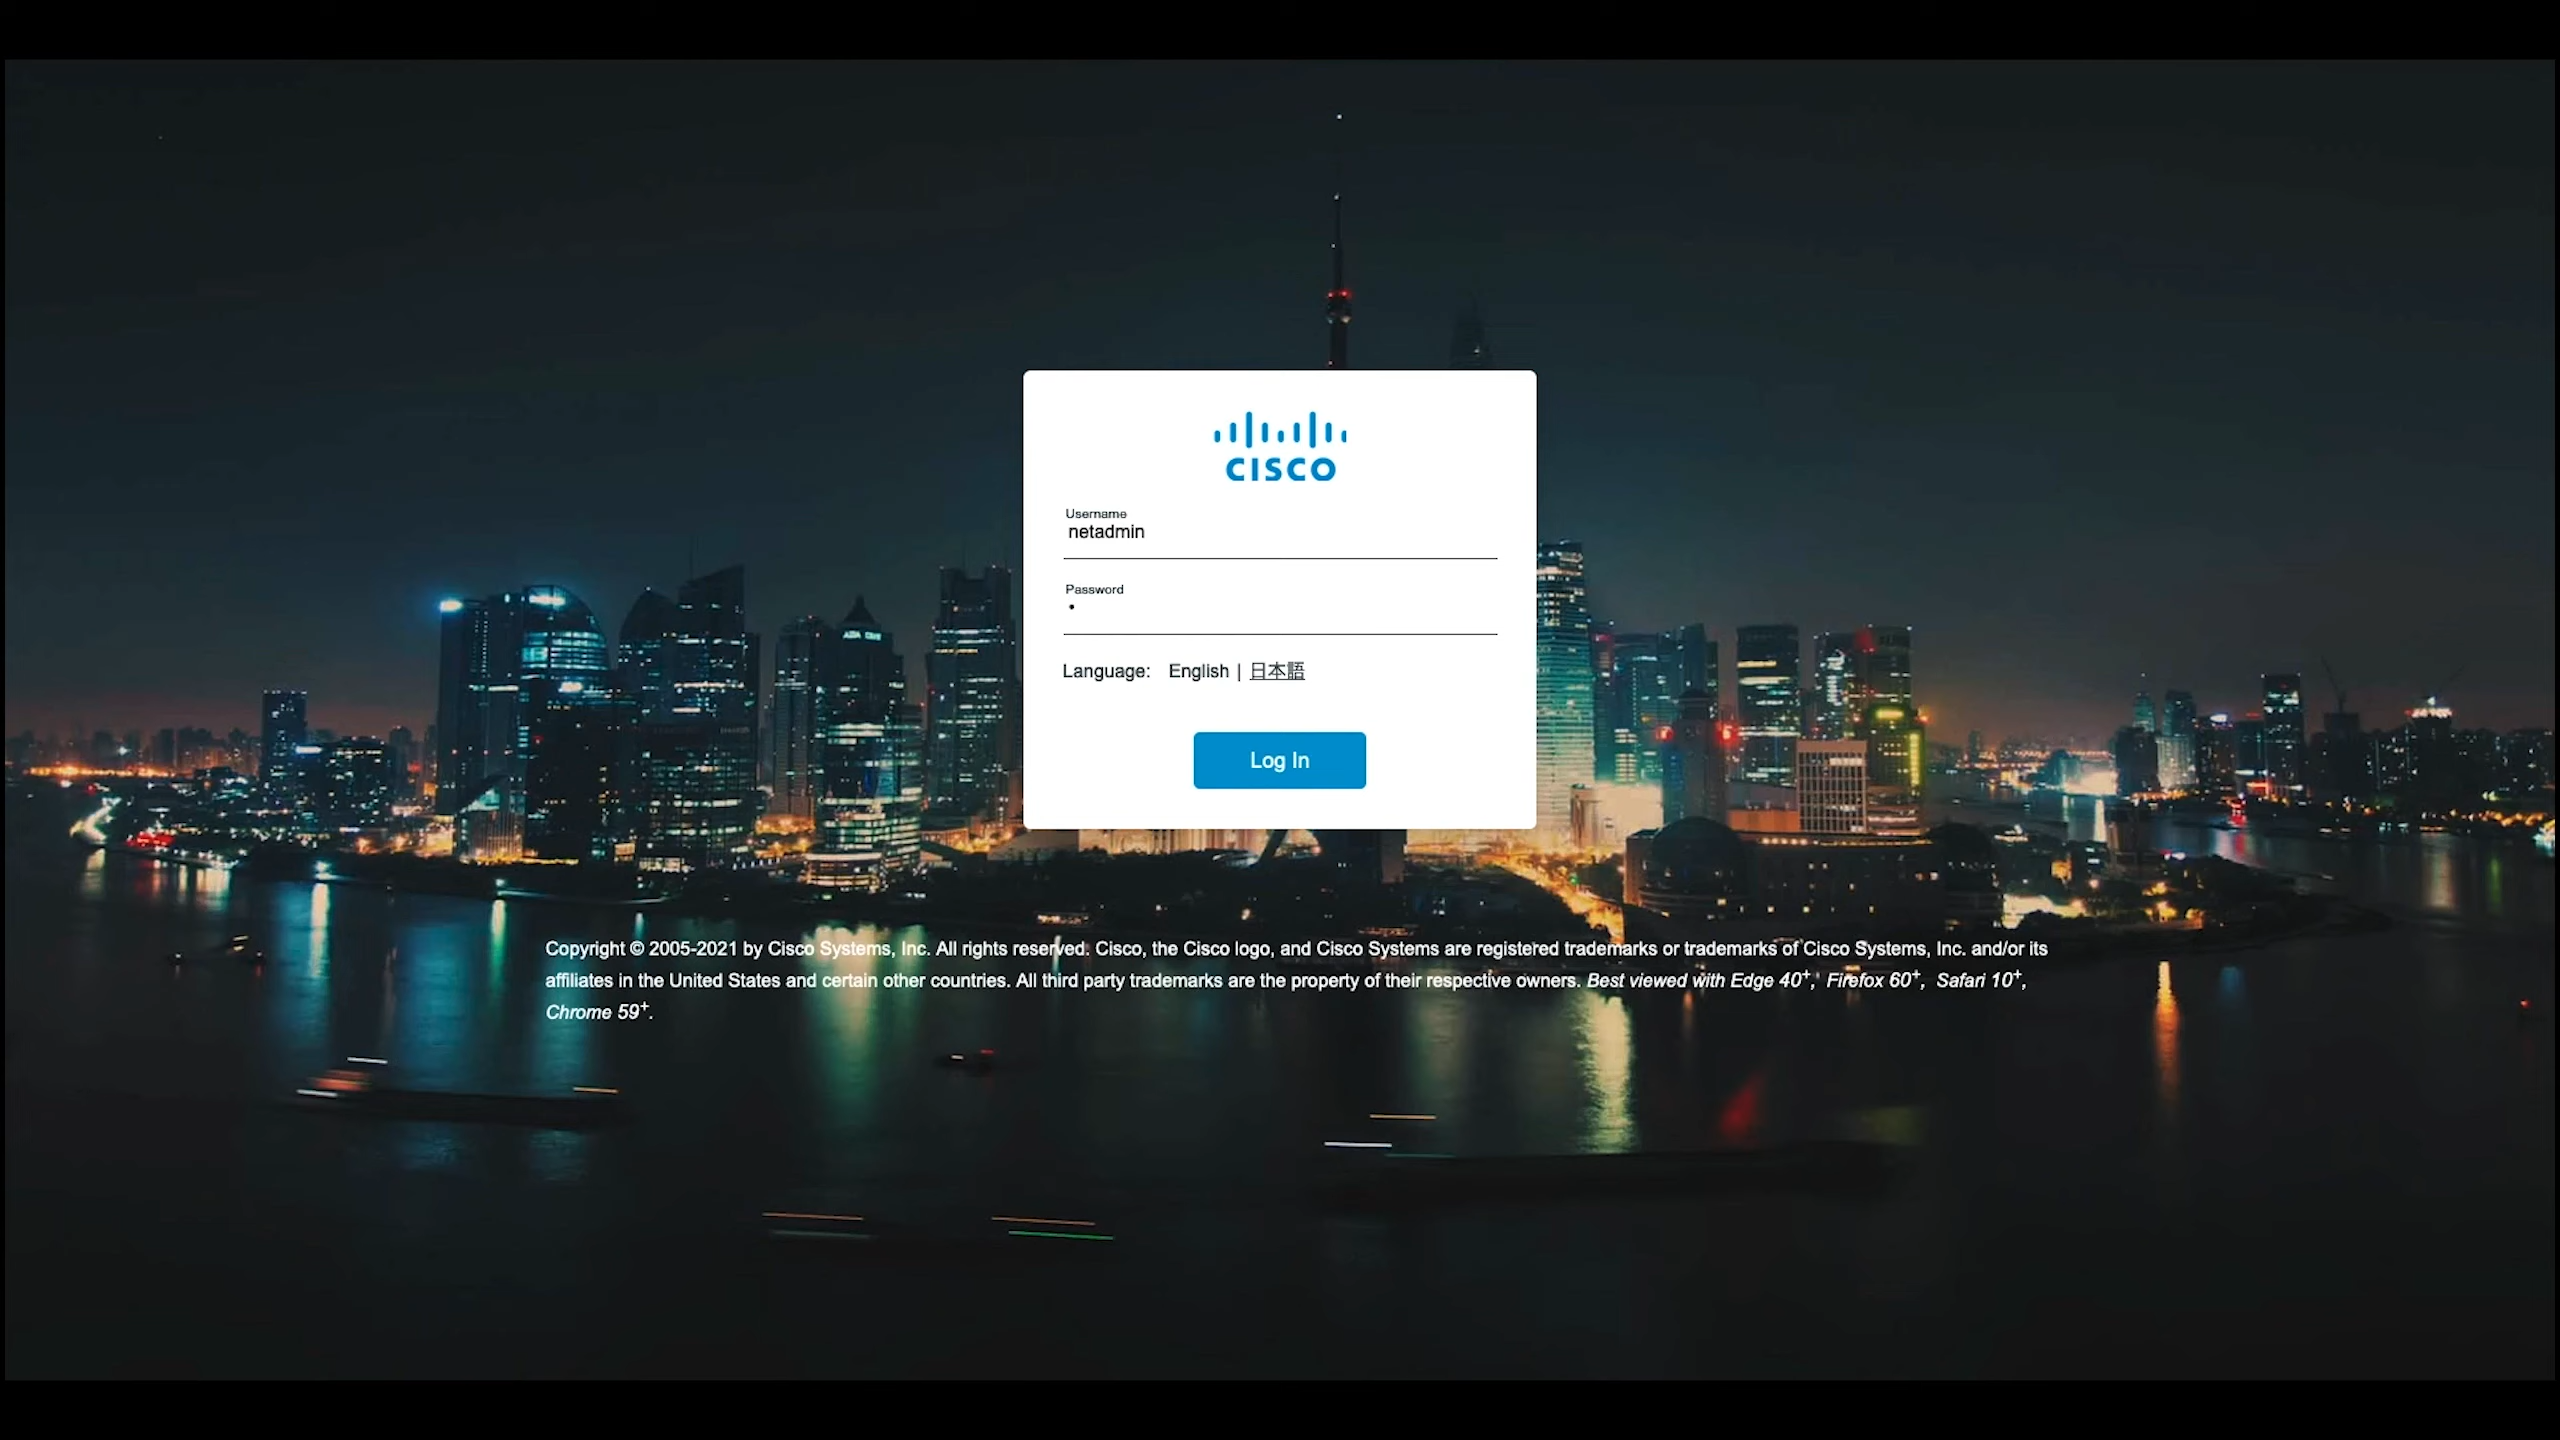 CISCO
Username
netadmin
Password
•
Language: English | 日本語
Log In
Copyright © 2005-2021 by Cisco Systems, Inc. All rights reserved. Cisco, the Cisco logo, and Cisco Systems are registered trademarks or trademarks of Cisco Systems, Inc. and/or its
affiliates in the United States and certain other countries. All third party trademarks are the property of their respective owners. Best viewed with Edge 40+, Firefox 60+, Safari 10+,
Chrome 59+.